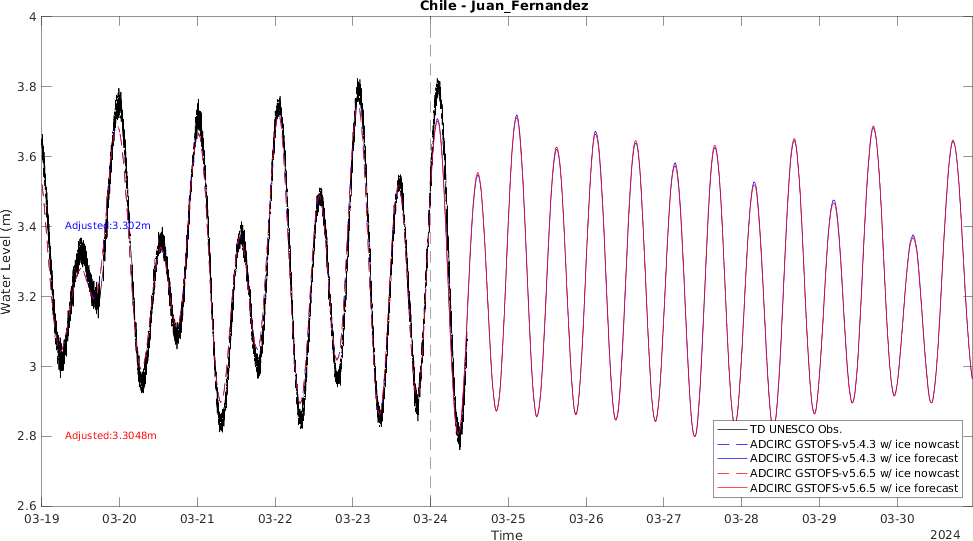 Chile - Juan_Fernandez
Water Level (m)
4
3.8
3.6
3.4
3.2
3
2.8
2.6
Adjusted:3.302m
Adjusted:3.3048m
TD UNESCO Obs.
ADCIRC GSTOFS-v5.4.3 w/ ice nowcast
ADCIRC GSTOFS-v5.4.3 w/ ice forecast
ADCIRC GSTOFS-v5.6.5 w/ ice nowcast
ADCIRC GSTOFS-v5.6.5 w/ ice forecast
03-19 03-20 03-21 03-22 03-23 03-24 03-25 03-26 03-27 03-28 03-29 03-30
Time
2024